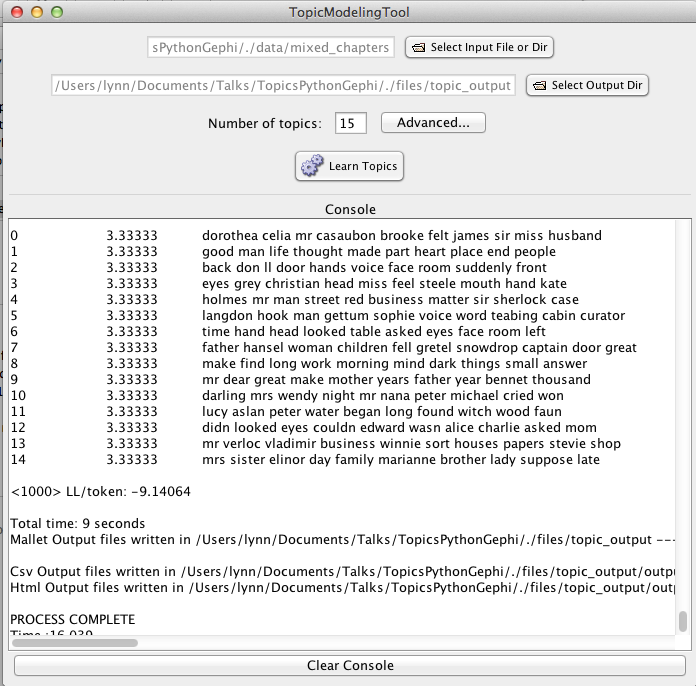 TopicModelingTool
sPythonGephi/./data/mixed_chapters Select Input File or Dir
/Users/lynn/Documents/Talks/TopicsPythonGephi/./files/topic_output Select Output Dir
Number of topics: 15 Advanced...
Learn Topics
Console
0 3.33333 dorothea celia mr casaubon brooke felt james sir miss husband
1 3.33333 good man life thought made part heart place end people
2 3.33333 back don ll door hands voice face room suddenly front
3 3.33333 eyes grey christian head miss feel steele mouth hand kate
4 3.33333 holmes mr man street red business matter sir sherlock case
5 3.33333 langdon hook man gettum sophie voice word teabing cabin curator
6 3.33333 time hand head looked table asked eyes face room left
7 3.33333 father hansel woman children fell gretel snowdrop captain door great
8 3.33333 make find long work morning mind dark things small answer
9 3.33333 mr dear great make mother years father year bennet thousand
10 3.33333 darling mrs wendy night mr nana peter michael cried won
11 3.33333 lucy aslan peter water began long found witch wood faun
12 3.33333 didn looked eyes couldn edward wasn alice charlie asked mom
13 3.33333 mr verloc vladimir business winnie sort houses papers stevie shop
14 3.33333 mrs sister elinor day family marianne brother lady suppose late
<1000> LL/token: -9.14064
Total time: 9 seconds
Mallet Output files written in /Users/lynn/Documents/Talks/TopicsPythonGephi/./files/topic_output ---
Csv Output files written in /Users/lynn/Documents/Talks/TopicsPythonGephi/./files/topic_output/outp
Html Output files written in /Users/lynn/Documents/Talks/TopicsPythonGephi/./files/topic_output/out
PROCESS COMPLETE
Time :16.039
Clear Console